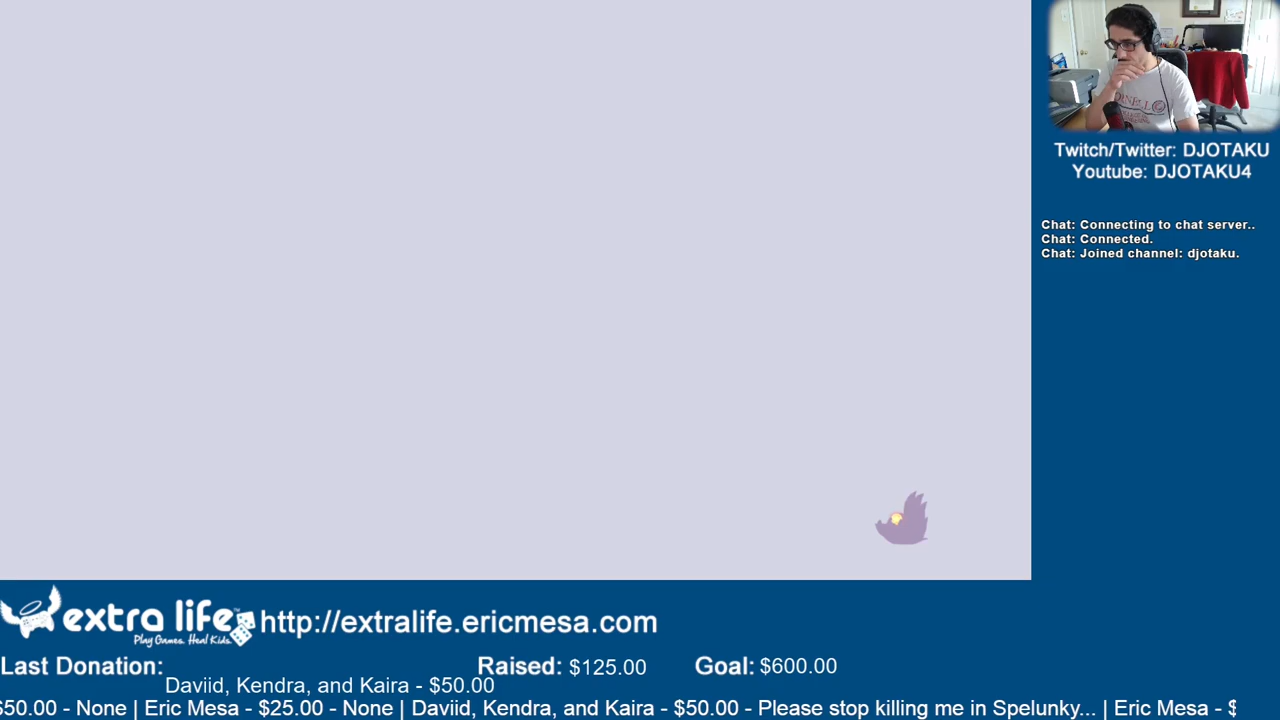 Twitch/Twitter: DJOTAKU
Youtube: DJOTAKU4
Chat: Connecting to chat server..
Chat: Connected.
Chat: Joined channel: djotaku.
extra life
Play Games. Heal Kids.
http://extralife.ericmesa.com
Last Donation:
Raised: $125.00
Goal: $600.00
Daviid, Kendra, and Kaira - $50.00
$50.00 - None | Eric Mesa - $25.00 - None | Daviid, Kendra, and Kaira - $50.00 - Please stop killing me in Spelunky... | Eric Mesa - $